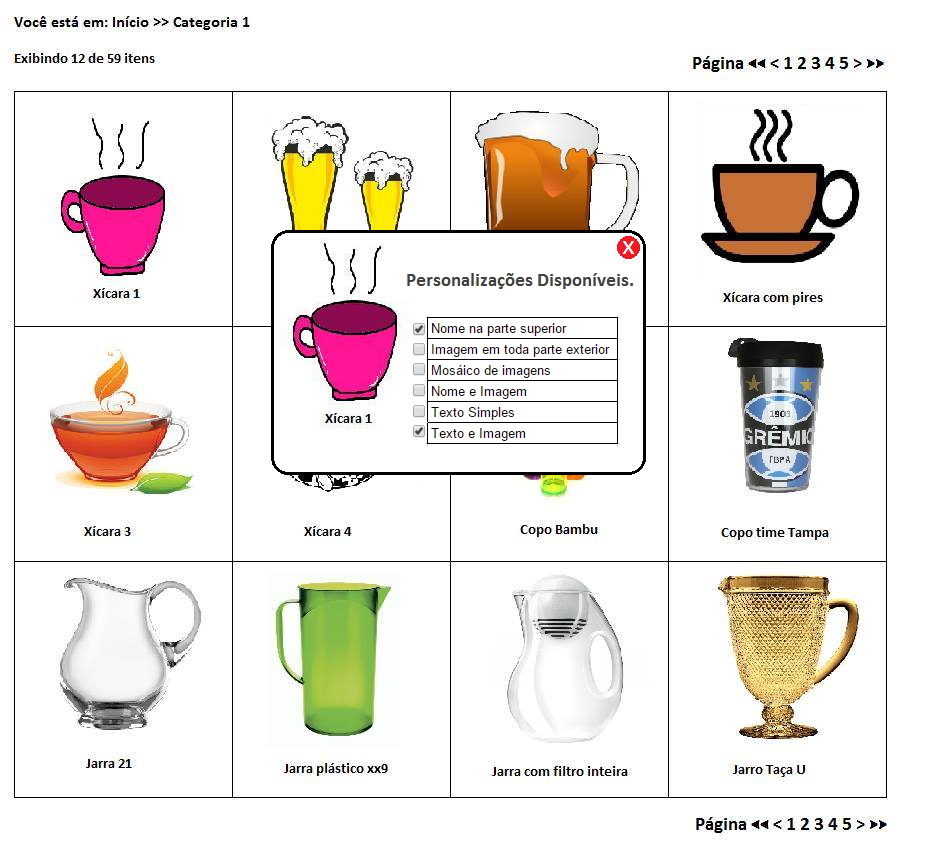 Você está em: Início >> Categoria 1
Exibindo 12 de 59 itens
Página < 1 2 3 4 5 >
Xícara 1
Xícara com pires
X
Personalizações Disponíveis.
Nome na parte superior
Imagem em toda parte exterior
Mosáico de imagens
Nome e Imagem
Texto Simples
Texto e Imagem
Xícara 1
1903
GRÊMIO
FBPA
Xícara 3
Xícara 4
Copo Bambu
Copo time Tampa
Jarra 21
Jarra plástico xx9
Jarra com filtro inteira
Jarro Taça U
Página < 1 2 3 4 5 >